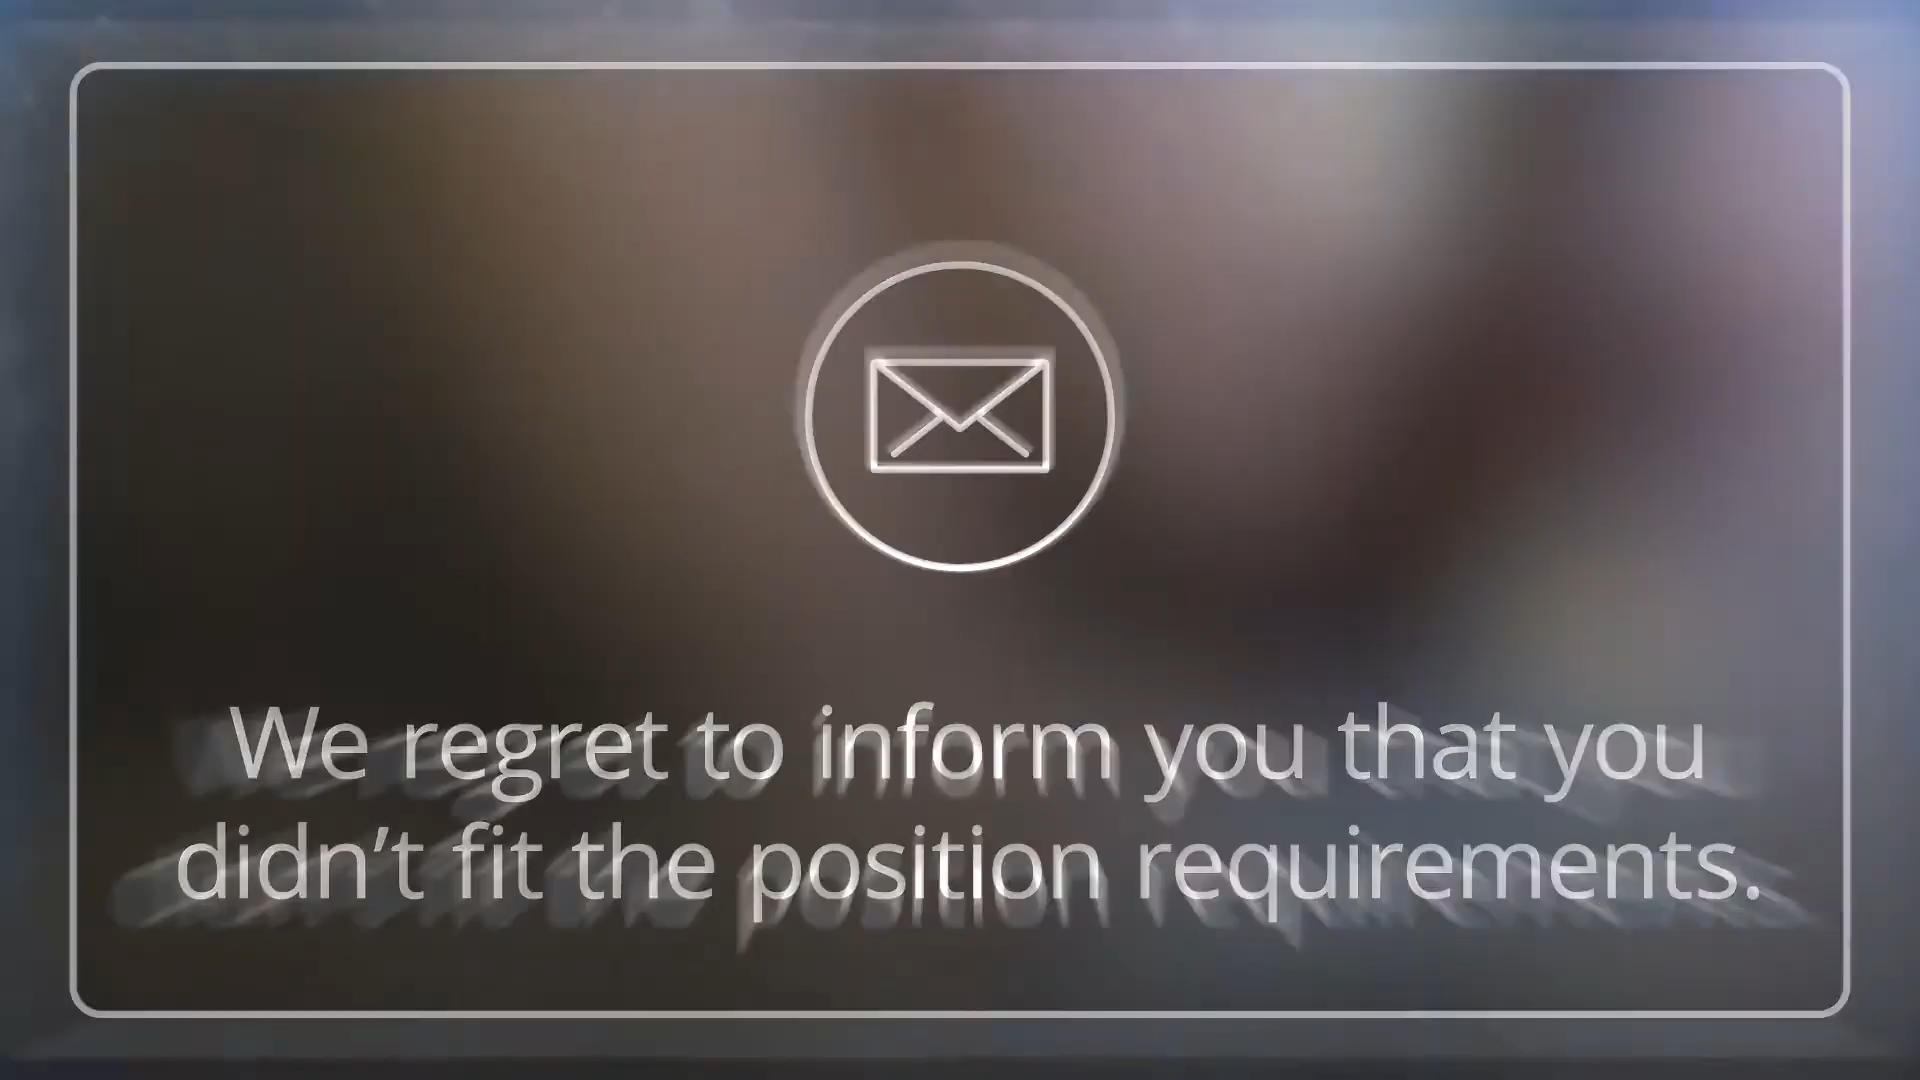 We regret to inform you that you
didn’t fit the position requirements.